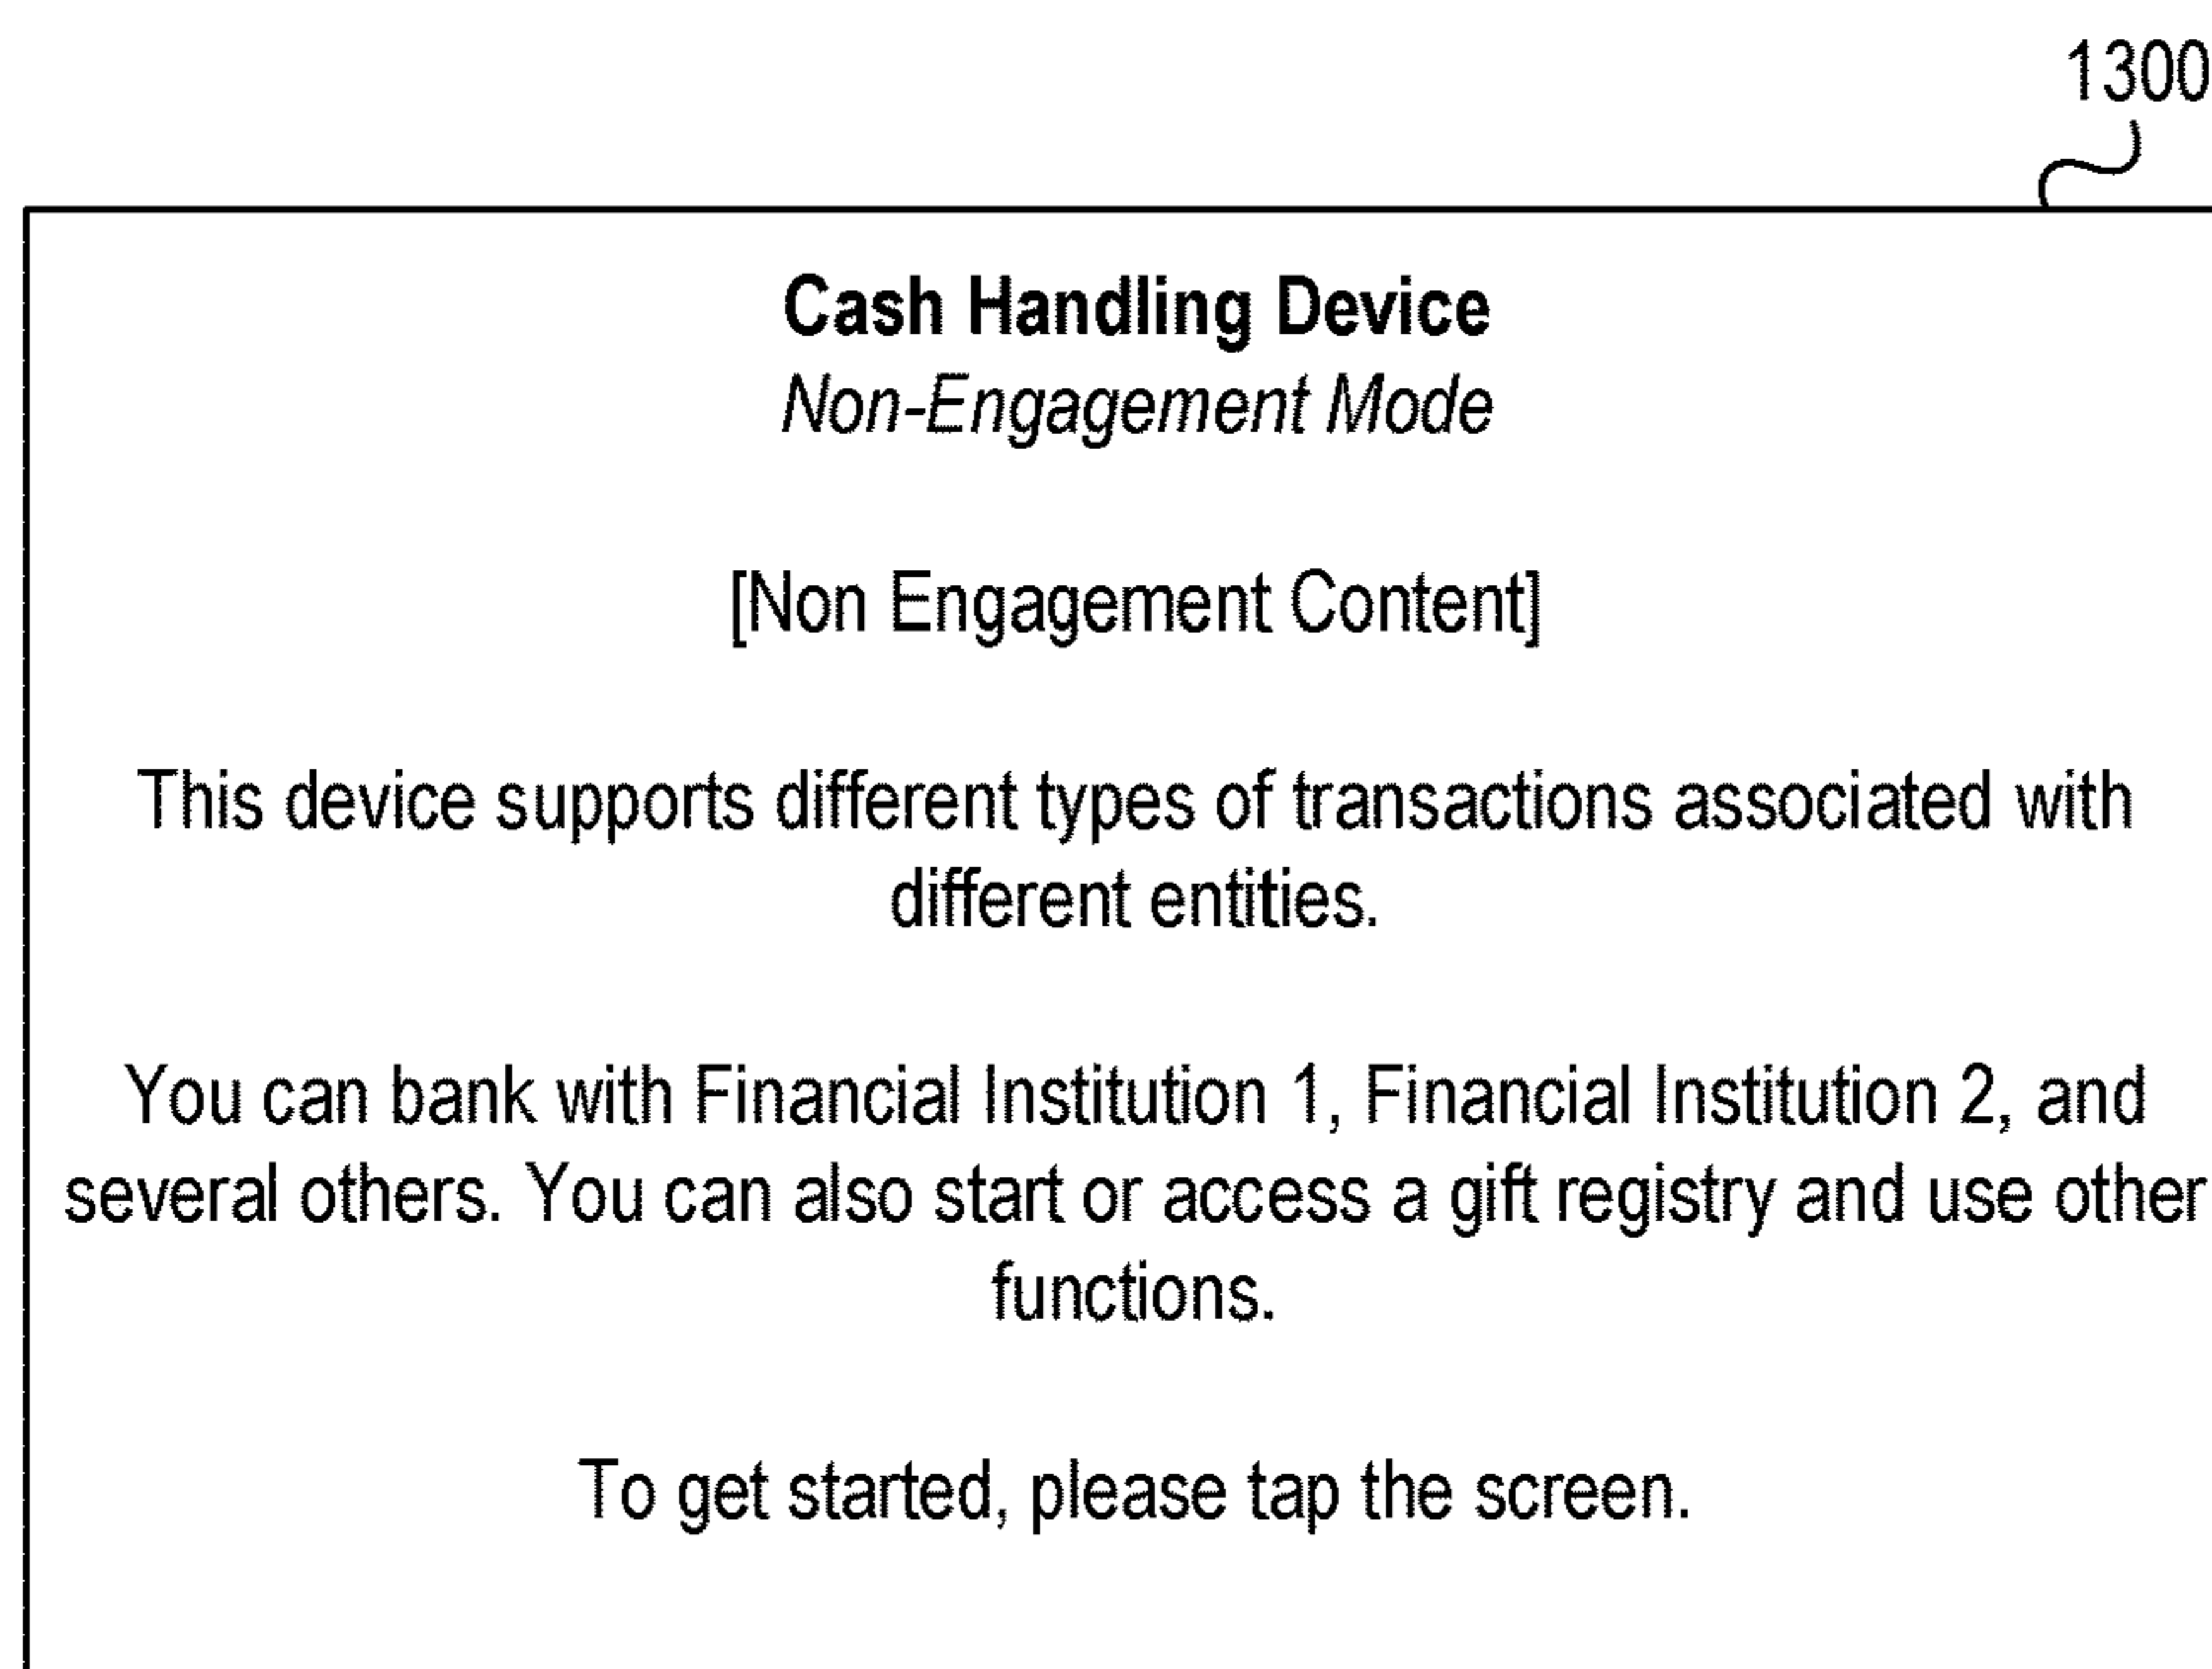 1300
Cash Handling Device
Non-Engagement Mode
[Non Engagement Content]
This device supports different types of transactions associated with
different entities.
You can bank with Financial Institution 1, Financial Institution 2, and
several others. You can also start or access a gift registry and use other
functions.
To get started, please tap the screen.